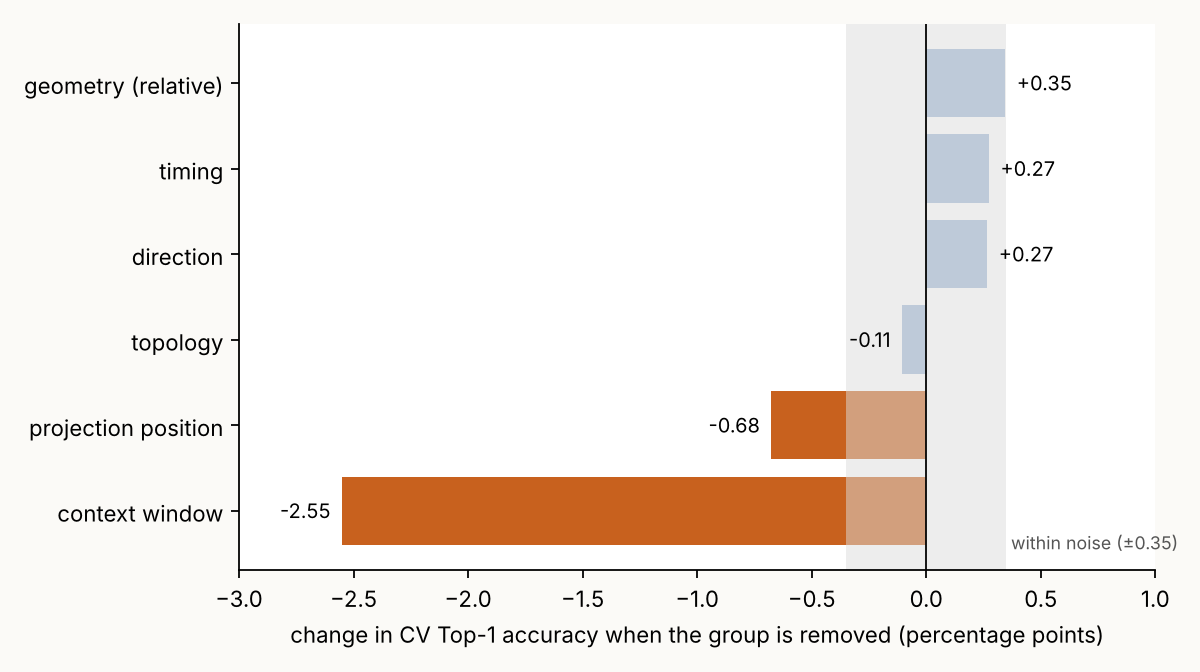 geometry (relative)
+0.35
timing
+0.27
direction
+0.27
topology
-0.11
projection position
-0.68
context window
-2.55
within noise (±0.35)
−3.0 −2.5 −2.0 −1.5 −1.0 −0.5 0.0 0.5 1.0
change in CV Top-1 accuracy when the group is removed (percentage points)